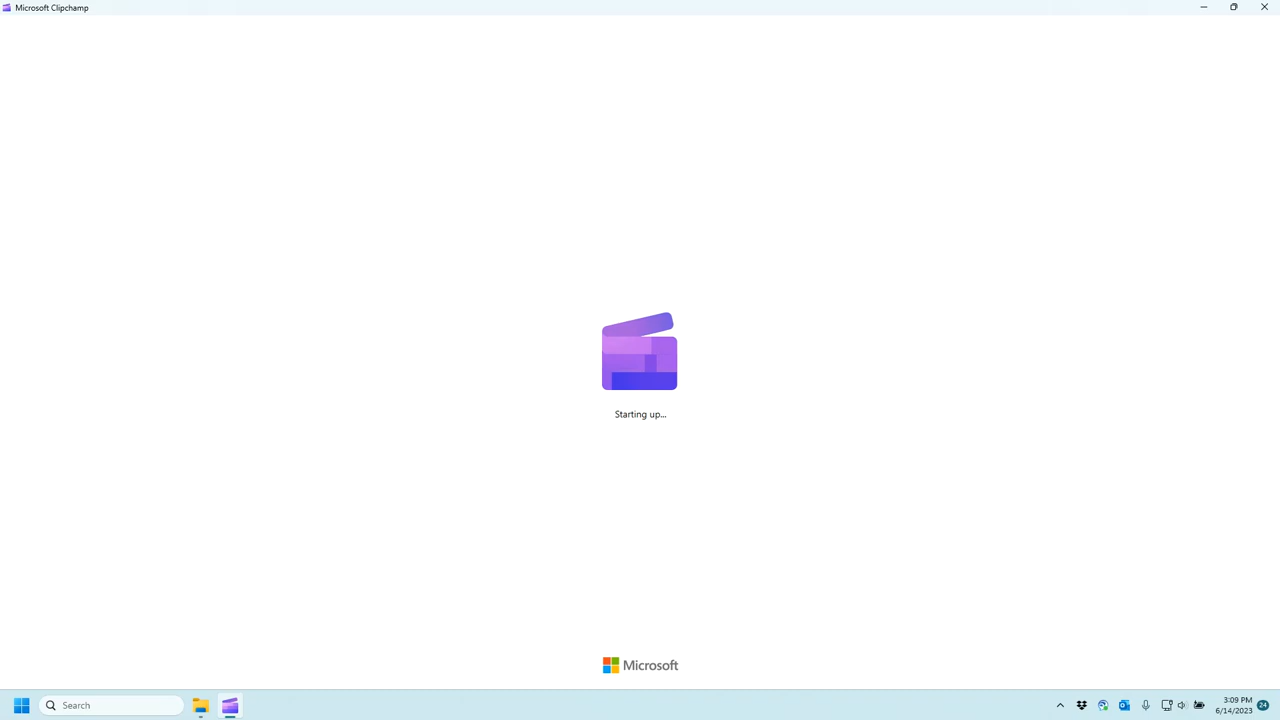 Microsoft Clipchamp
Starting up...
Microsoft
Search
3:09 PM
6/14/2023
24